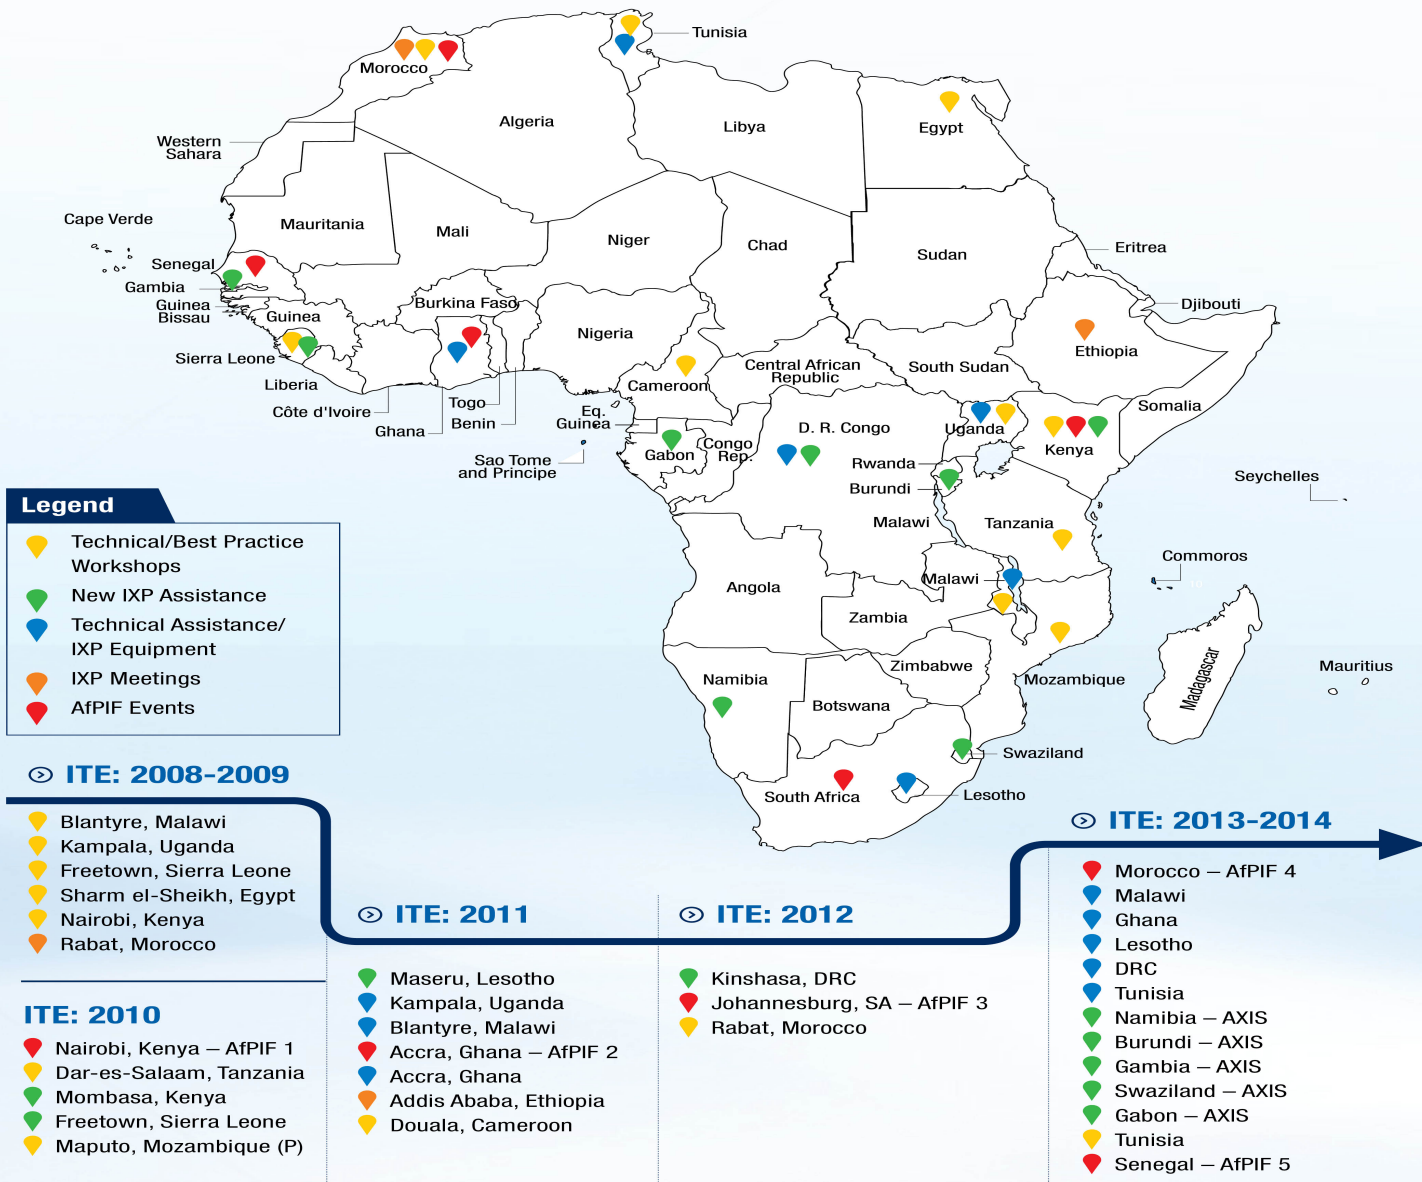 Tunisia
Morocco
Algeria
Libya
Egypt
Western
Sahara
Cape Verde
Mauritania
Mali
Niger
Chad
Sudan
Eritrea
Senegal
Gambia
Guinea
Bissau
Guinea
Burkina Faso
Nigeria
Djibouti
Ethiopia
Sierra Leone
Liberia
Côte d'Ivoire
Ghana
Togo
Benin
Cameroon
Central African
Republic
South Sudan
Somalia
Eq.
Guinea
Sao Tome
and Principe
Gabon
Congo
Rep.
D. R. Congo
Uganda
Kenya
Rwanda
Burundi
Seychelles
Malawi
Tanzania
Commoros
Angola
Malawi
Zambia
Zimbabwe
Mozambique
Madagascar
Mauritius
Namibia
Botswana
Swaziland
South Africa
Lesotho
Legend
Technical/Best Practice
Workshops
New IXP Assistance
Technical Assistance/
IXP Equipment
IXP Meetings
AfPIF Events
ITE: 2008-2009
Blantyre, Malawi
Kampala, Uganda
Freetown, Sierra Leone
Sharm el-Sheikh, Egypt
Nairobi, Kenya
Rabat, Morocco
ITE: 2010
Nairobi, Kenya – AfPIF 1
Dar-es-Salaam, Tanzania
Mombasa, Kenya
Freetown, Sierra Leone
Maputo, Mozambique (P)
ITE: 2011
Maseru, Lesotho
Kampala, Uganda
Blantyre, Malawi
Accra, Ghana – AfPIF 2
Accra, Ghana
Addis Ababa, Ethiopia
Douala, Cameroon
ITE: 2012
Kinshasa, DRC
Johannesburg, SA – AfPIF 3
Rabat, Morocco
ITE: 2013-2014
Morocco – AfPIF 4
Malawi
Ghana
Lesotho
DRC
Tunisia
Namibia – AXIS
Burundi – AXIS
Gambia – AXIS
Swaziland – AXIS
Gabon – AXIS
Tunisia
Senegal – AfPIF 5